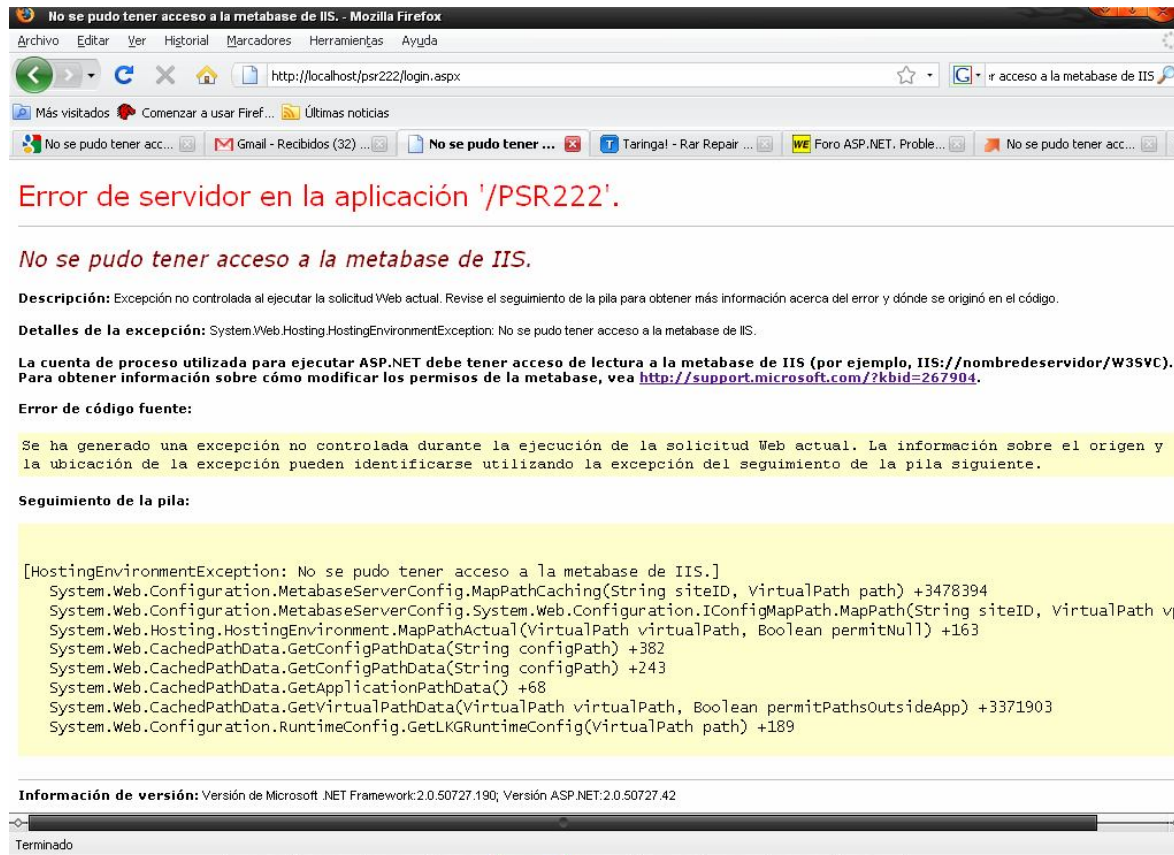 No se pudo tener acceso a la metabase de IIS. - Mozilla Firefox
Archivo Editar Ver Historial Marcadores Herramientas Ayuda
http://localhost/psr222/login.aspx
acceso a la metabase de IIS
Más visitados Comenzar a usar Firef... Últimas noticias
No se pudo tener acc... Gmail - Recibidos (32) ... No se pudo tener ... Taringa! - Rar Repair ... Foro ASP.NET. Proble... No se pudo tener acc...
Error de servidor en la aplicación '/PSR222'.
No se pudo tener acceso a la metabase de IIS.
Descripción: Excepción no controlada al ejecutar la solicitud Web actual. Revise el seguimiento de la pila para obtener más información acerca del error y dónde se originó en el código.
Detalles de la excepción: System.Web.Hosting.HostingEnvironmentException: No se pudo tener acceso a la metabase de IIS.
La cuenta de proceso utilizada para ejecutar ASP.NET debe tener acceso de lectura a la metabase de IIS (por ejemplo, IIS://nombredeservidor/W3SVC).
Para obtener información sobre cómo modificar los permisos de la metabase, vea http://support.microsoft.com/?kbid=267904.
Error de código fuente:
Se ha generado una excepción no controlada durante la ejecución de la solicitud Web actual. La información sobre el origen y
la ubicación de la excepción pueden identificarse utilizando la excepción del seguimiento de la pila siguiente.
Seguimiento de la pila:
[HostingEnvironmentException: No se pudo tener acceso a la metabase de IIS.]
System.Web.Configuration.MetabaseServerConfig.MapPathCaching(String siteID, VirtualPath path) +3478394
System.Web.Configuration.MetabaseServerConfig.System.Web.Configuration.IConfigMapPath.MapPath(String siteID, VirtualPath vp
System.Web.Hosting.HostingEnvironment.MapPathActual(VirtualPath virtualPath, Boolean permitNull) +163
System.Web.CachedPathData.GetConfigPathData(String configPath) +382
System.Web.CachedPathData.GetConfigPathData(String configPath) +243
System.Web.CachedPathData.GetApplicationPathData() +68
System.Web.CachedPathData.GetVirtualPathData(VirtualPath virtualPath, Boolean permitPathsOutsideApp) +3371903
System.Web.Configuration.RuntimeConfig.GetLKGRuntimeConfig(VirtualPath path) +189
Información de versión: Versión de Microsoft .NET Framework:2.0.50727.190; Versión ASP.NET:2.0.50727.42
Terminado